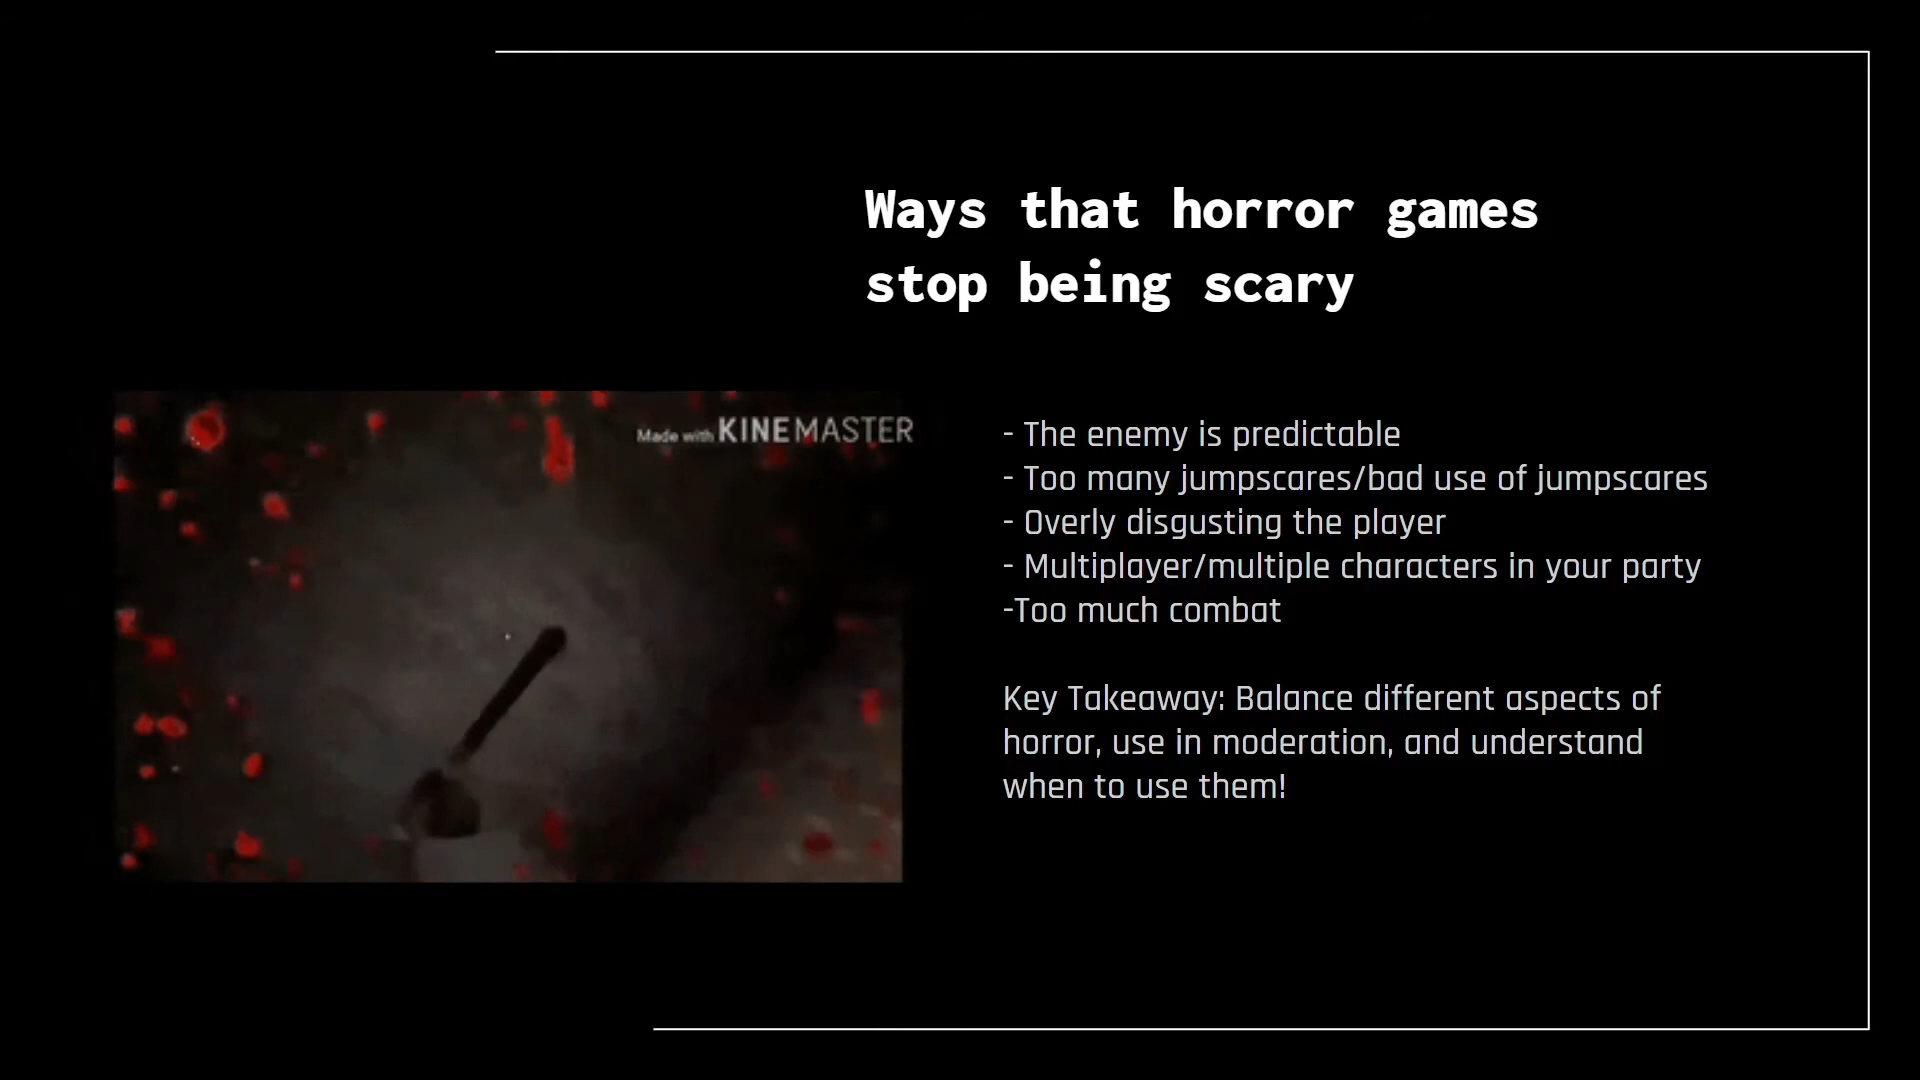 Ways that horror games
stop being scary
Made with KINEMASTER
- The enemy is predictable
- Too many jumpscares/bad use of jumpscares
- Overly disgusting the player
- Multiplayer/multiple characters in your party
-Too much combat
Key Takeaway: Balance different aspects of
horror, use in moderation, and understand
when to use them!